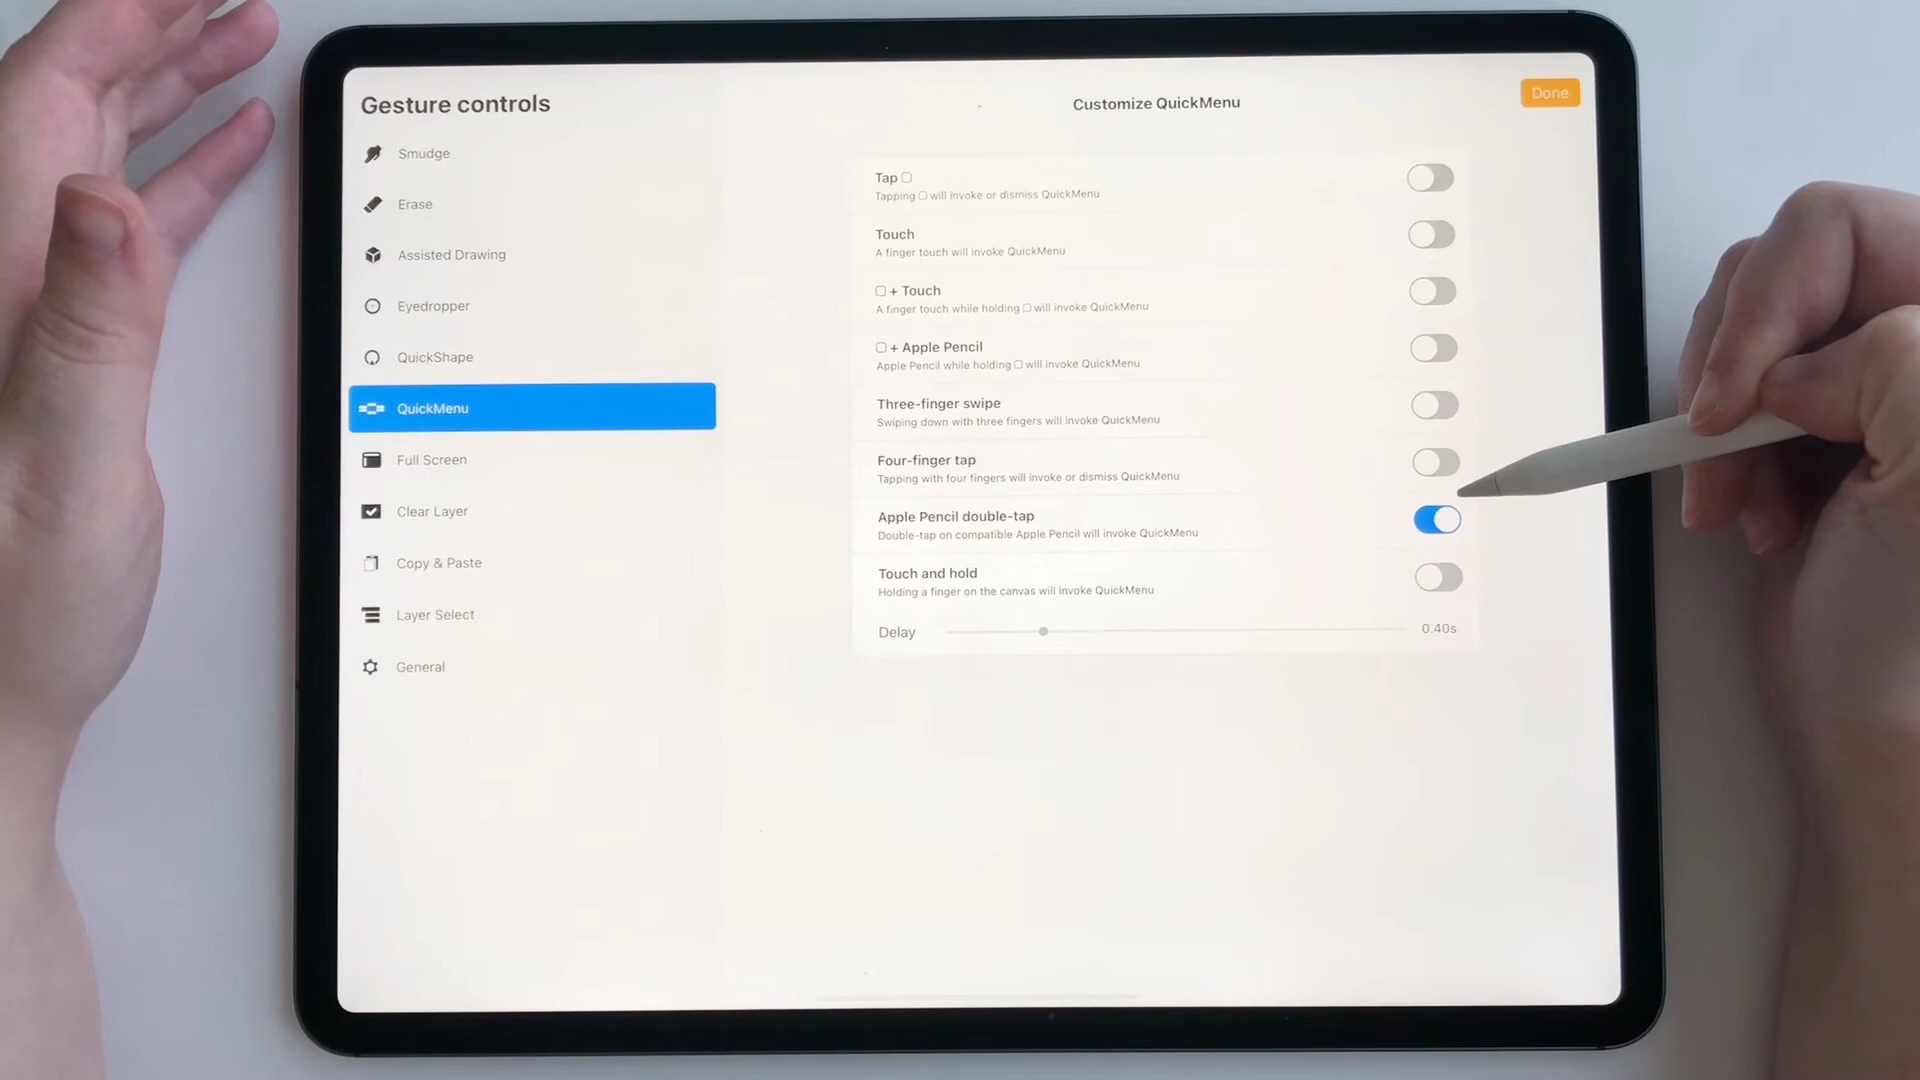 Gesture controls
Smudge
Erase
Assisted Drawing
Eyedropper
QuickShape
QuickMenu
Full Screen
Clear Layer
Copy & Paste
Layer Select
General
Customize QuickMenu
Done
Tap ▢
Tapping ▢ will invoke or dismiss QuickMenu
Touch
A finger touch will invoke QuickMenu
▢ + Touch
A finger touch while holding ▢ will invoke QuickMenu
▢ + Apple Pencil
Apple Pencil while holding ▢ will invoke QuickMenu
Three-finger swipe
Swiping down with three fingers will invoke QuickMenu
Four-finger tap
Tapping with four fingers will invoke or dismiss QuickMenu
Apple Pencil double-tap
Double-tap on compatible Apple Pencil will invoke QuickMenu
Touch and hold
Holding a finger on the canvas will invoke QuickMenu
Delay 0.40s